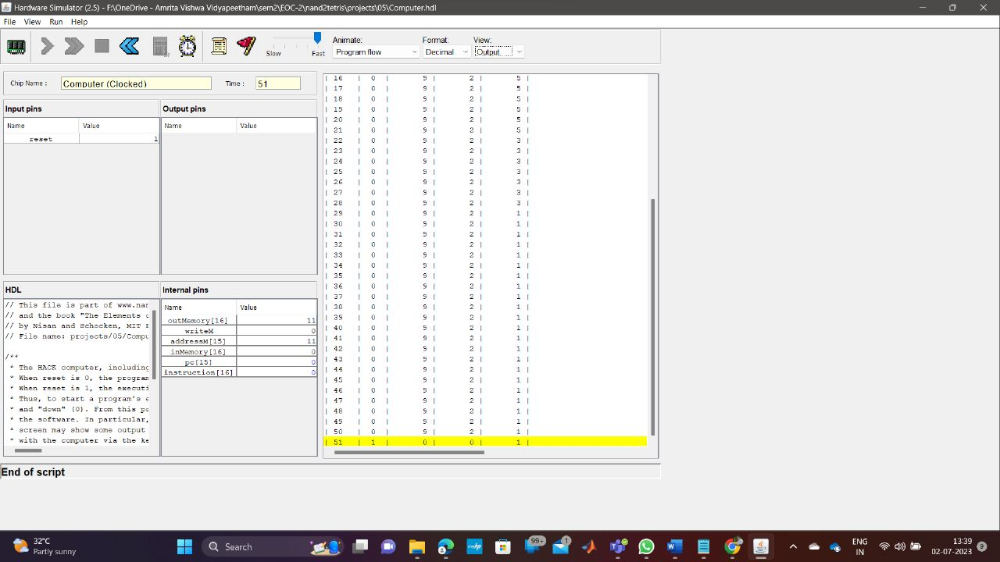 Hardware Simulator (2.5) - F:\OneDrive - Amrita Vishwa Vidyapeetham\sem2\EOC-2\nand2tetris\projects\05\Computer.hdl
File View Run Help
Slow Fast
Animate:
Program flow
Format:
Decimal
View:
Output
Chip Name : Computer (Clocked) Time : 51
Input pins
Name Value
reset 1
Output pins
Name Value
HDL
// This file is part of www.nan
// and the book "The Elements o
// by Nisan and Schocken, MIT P
// File name: projects/05/Compu
/**
* The HACK computer, including
* When reset is 0, the program
* When reset is 1, the executi
* Thus, to start a program's e
* and "down" (0). From this po
* the software. In particular,
* screen may show some output
* with the computer via the ke
Internal pins
Name Value
outMemory[16] 11
writeM 0
addressM[15] 11
inMemory[16] 0
pc[15] 0
instruction[16] 0
| 16 | 0 | 9 | 2 | 5 |
| 17 | 0 | 9 | 2 | 5 |
| 18 | 0 | 9 | 2 | 5 |
| 19 | 0 | 9 | 2 | 5 |
| 20 | 0 | 9 | 2 | 5 |
| 21 | 0 | 9 | 2 | 5 |
| 22 | 0 | 9 | 2 | 3 |
| 23 | 0 | 9 | 2 | 3 |
| 24 | 0 | 9 | 2 | 3 |
| 25 | 0 | 9 | 2 | 3 |
| 26 | 0 | 9 | 2 | 3 |
| 27 | 0 | 9 | 2 | 3 |
| 28 | 0 | 9 | 2 | 3 |
| 29 | 0 | 9 | 2 | 1 |
| 30 | 0 | 9 | 2 | 1 |
| 31 | 0 | 9 | 2 | 1 |
| 32 | 0 | 9 | 2 | 1 |
| 33 | 0 | 9 | 2 | 1 |
| 34 | 0 | 9 | 2 | 1 |
| 35 | 0 | 9 | 2 | 1 |
| 36 | 0 | 9 | 2 | 1 |
| 37 | 0 | 9 | 2 | 1 |
| 38 | 0 | 9 | 2 | 1 |
| 39 | 0 | 9 | 2 | 1 |
| 40 | 0 | 9 | 2 | 1 |
| 41 | 0 | 9 | 2 | 1 |
| 42 | 0 | 9 | 2 | 1 |
| 43 | 0 | 9 | 2 | 1 |
| 44 | 0 | 9 | 2 | 1 |
| 45 | 0 | 9 | 2 | 1 |
| 46 | 0 | 9 | 2 | 1 |
| 47 | 0 | 9 | 2 | 1 |
| 48 | 0 | 9 | 2 | 1 |
| 49 | 0 | 9 | 2 | 1 |
| 50 | 0 | 9 | 2 | 1 |
| 51 | 1 | 0 | 0 | 1 |
End of script
32°C
Partly sunny
Search
myhp
99+
1
ENG
IN
13:39
02-07-2023
9